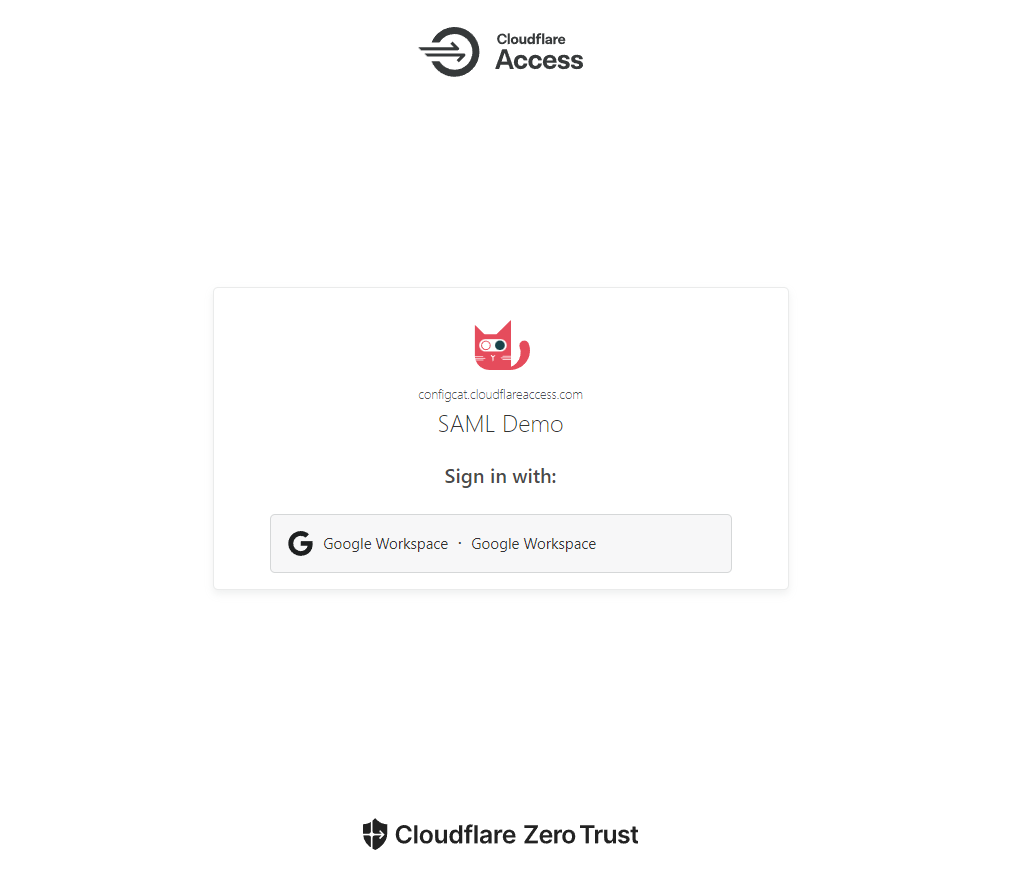 Cloudflare
Access
configcat.cloudflareaccess.com
SAML Demo
Sign in with:
Google Workspace · Google Workspace
Cloudflare Zero Trust